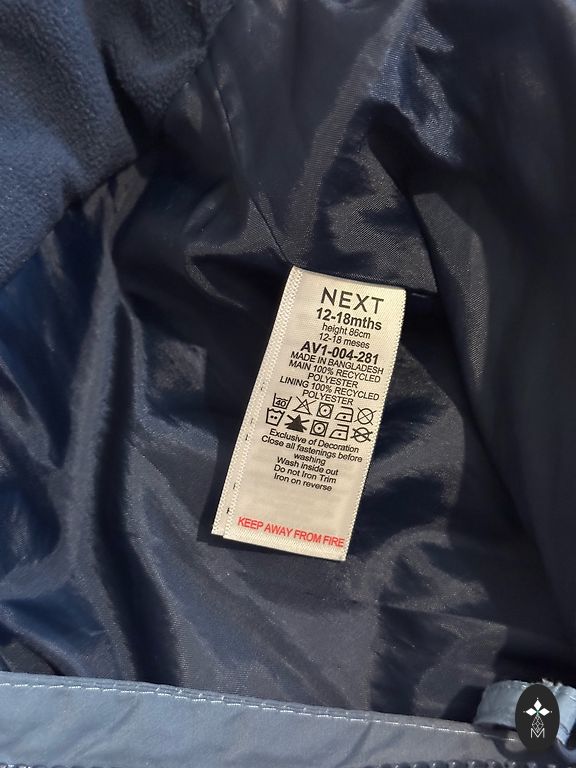 NEXT
12-18mths
height 86cm
12-18 meses
AV1-004-281
MADE IN BANGLADESH
MAIN 100% RECYCLED
POLYESTER
LINING 100% RECYCLED
POLYESTER
40
Exclusive of Decoration
Close all fastenings before
washing
Wash inside out
Do not Iron Trim
Iron on reverse
KEEP AWAY FROM FIRE
M